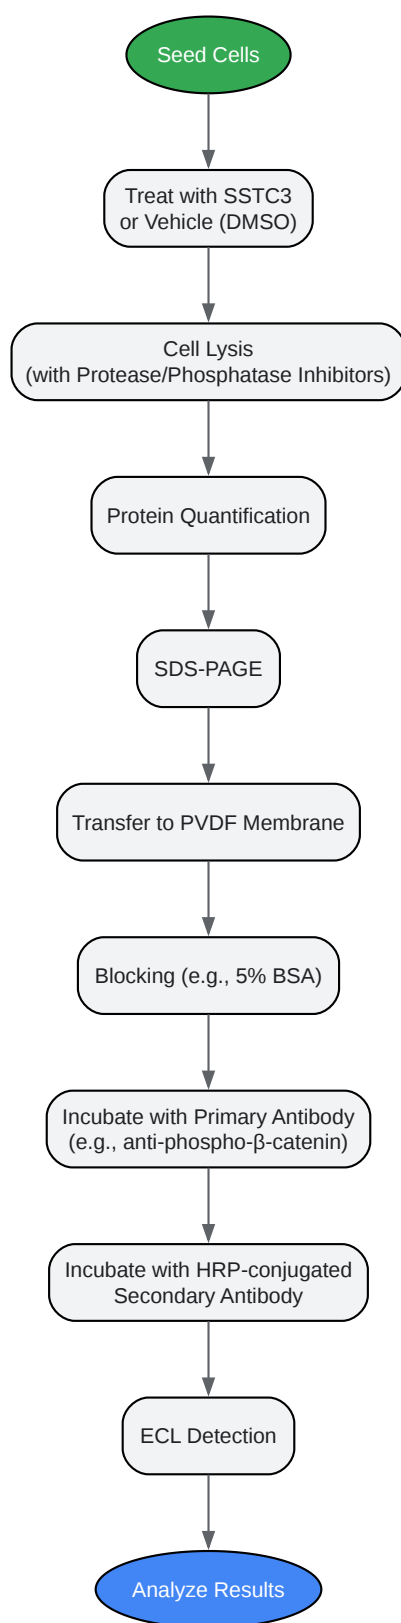 Seed Cells
Treat with SSTC3
or Vehicle (DMSO)
Cell Lysis
(with Protease/Phosphatase Inhibitors)
Protein Quantification
SDS-PAGE
Transfer to PVDF Membrane
Blocking (e.g., 5% BSA)
Incubate with Primary Antibody
(e.g., anti-phospho-β-catenin)
Incubate with HRP-conjugated
Secondary Antibody
ECL Detection
Analyze Results